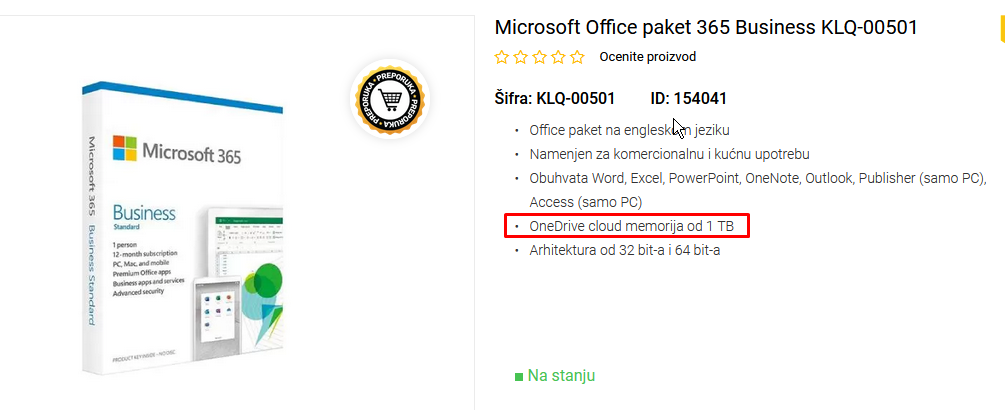 Microsoft Office paket 365 Business KLQ-00501
Ocenite proizvod
Šifra: KLQ-00501 ID: 154041
• Office paket na engleskom jeziku
• Namenjen za komercionalnu i kućnu upotrebu
• Obuhvata Word, Excel, PowerPoint, OneNote, Outlook, Publisher (samo PC),
Access (samo PC)
• OneDrive cloud memorija od 1 TB
• Arhitektura od 32 bit-a i 64 bit-a
Na stanju
PREPORUKA • PREPORUKA • PREPORUKA
Microsoft 365 Business Standard
Microsoft 365
Business
Standard
1 person
12-month subscription
PC, Mac, and mobile
Premium Office apps
Business apps and services
Advanced security
PRODUCT KEY INSIDE • NO DISC